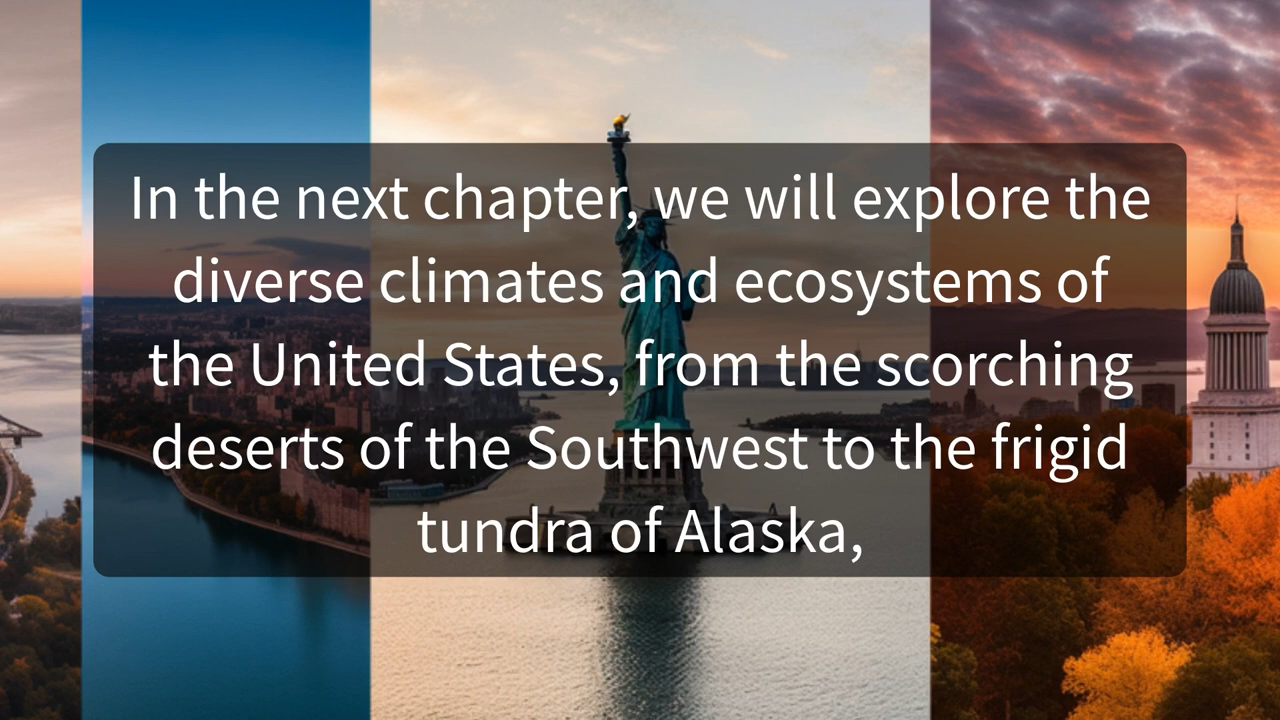 In the next chapter, we will explore the
diverse climates and ecosystems of
the United States, from the scorching
deserts of the Southwest to the frigid
tundra of Alaska,